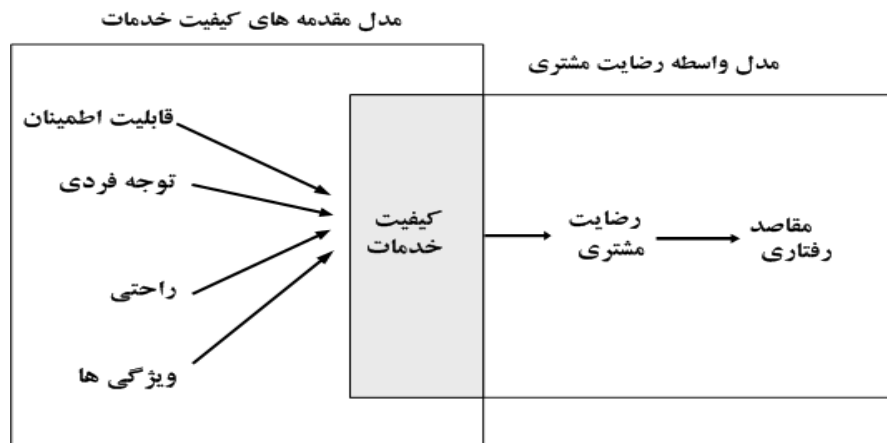 مدل مقدمه های کیفیت خدمات
مدل واسطه رضایت مشتری
قابلیت اطمینان
توجه فردی
راحتی
ویژگی ها
کیفیت
خدمات
رضایت
مشتری
مقاصد
رفتاری